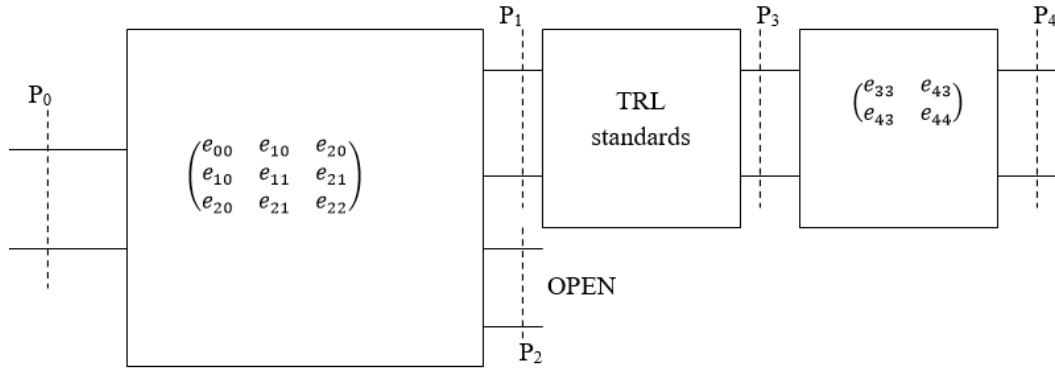 P₁
P₃
P₄
P₀
TRL
standards
(e₃₃ e₄₃
e₄₃ e₄₄)
(e₀₀ e₁₀ e₂₀
e₁₀ e₁₁ e₂₁
e₂₀ e₂₁ e₂₂)
OPEN
P₂